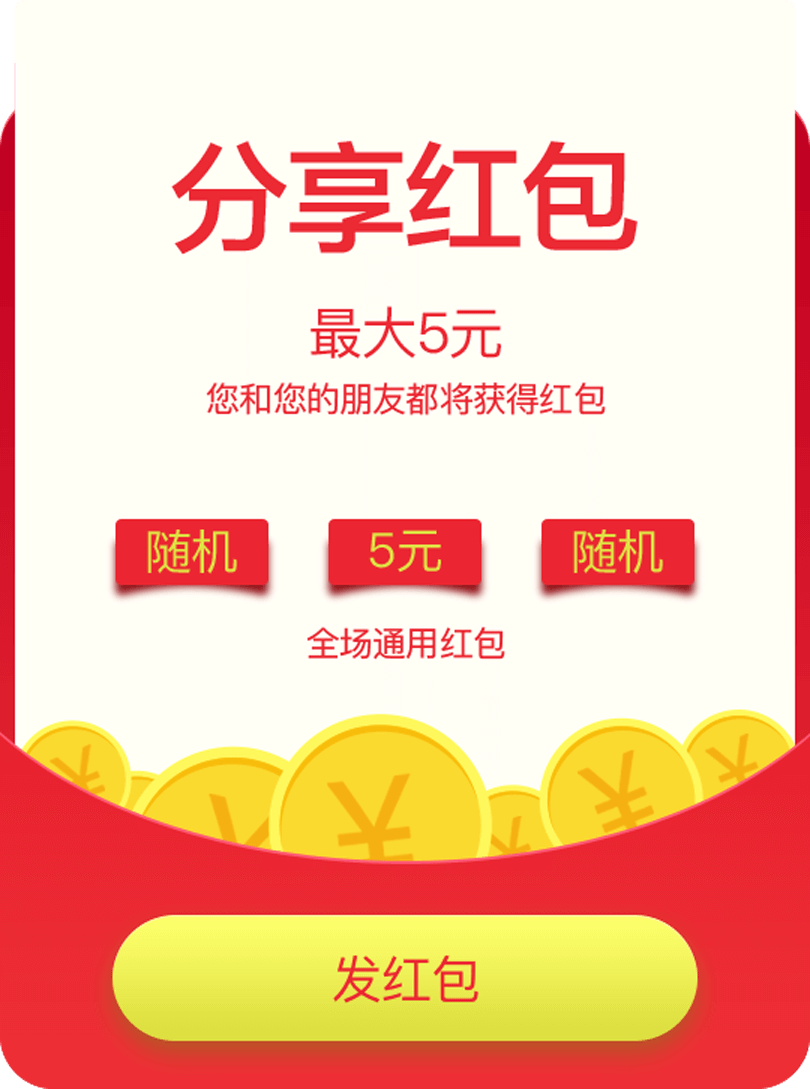 分享红包
最大5元
您和您的朋友都将获得红包
随机 5元 随机
全场通用红包
¥ ¥ ¥ ¥ ¥ ¥
发红包